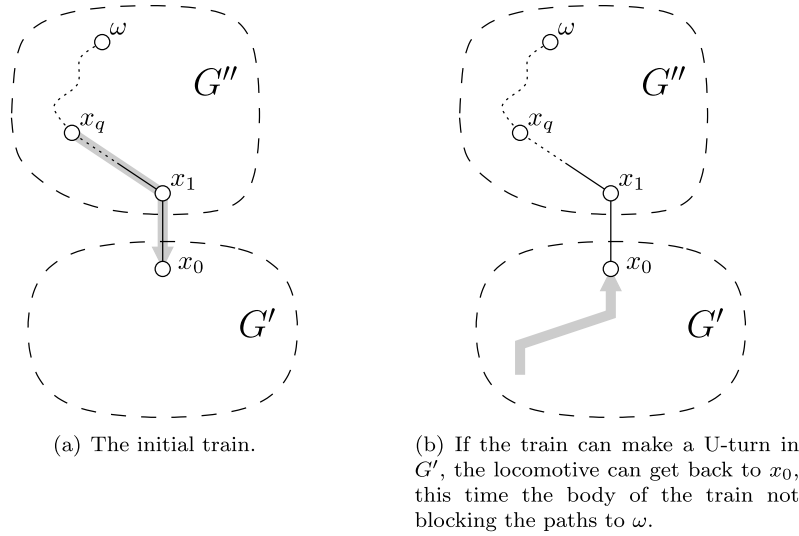 ω
G″
x_q
x_1
x_0
G′
(a) The initial train.
ω
G″
x_q
x_1
x_0
G′
(b) If the train can make a U-turn in
G′, the locomotive can get back to x_0,
this time the body of the train not
blocking the paths to ω.